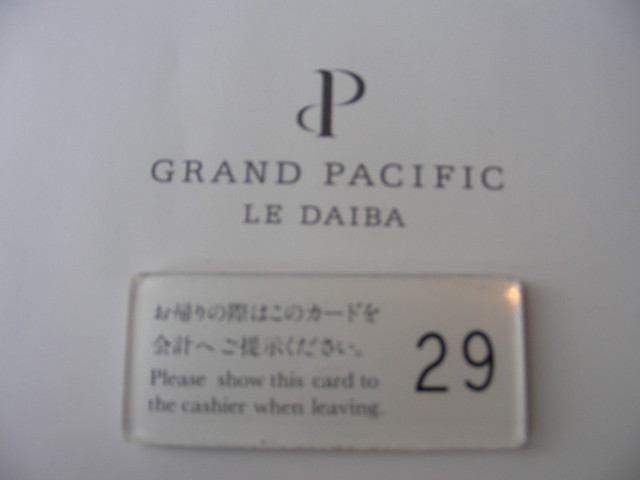 GRAND PACIFIC
LE DAIBA
お帰りの際はこのカードを
会計へご提示ください。
Please show this card to
the cashier when leaving.
29